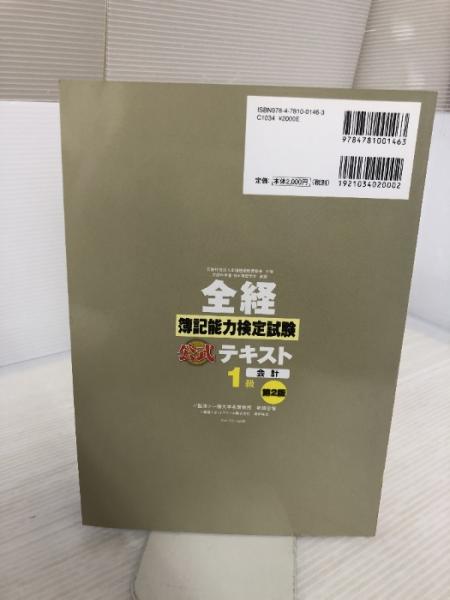 ISBN978-4-7810-0146-3
C1034 ¥2000E
9784781001463
定価:本体2,000円(税別)
1921034020002
全経
簿記能力検定試験
公式テキスト
1級 会計
第2版